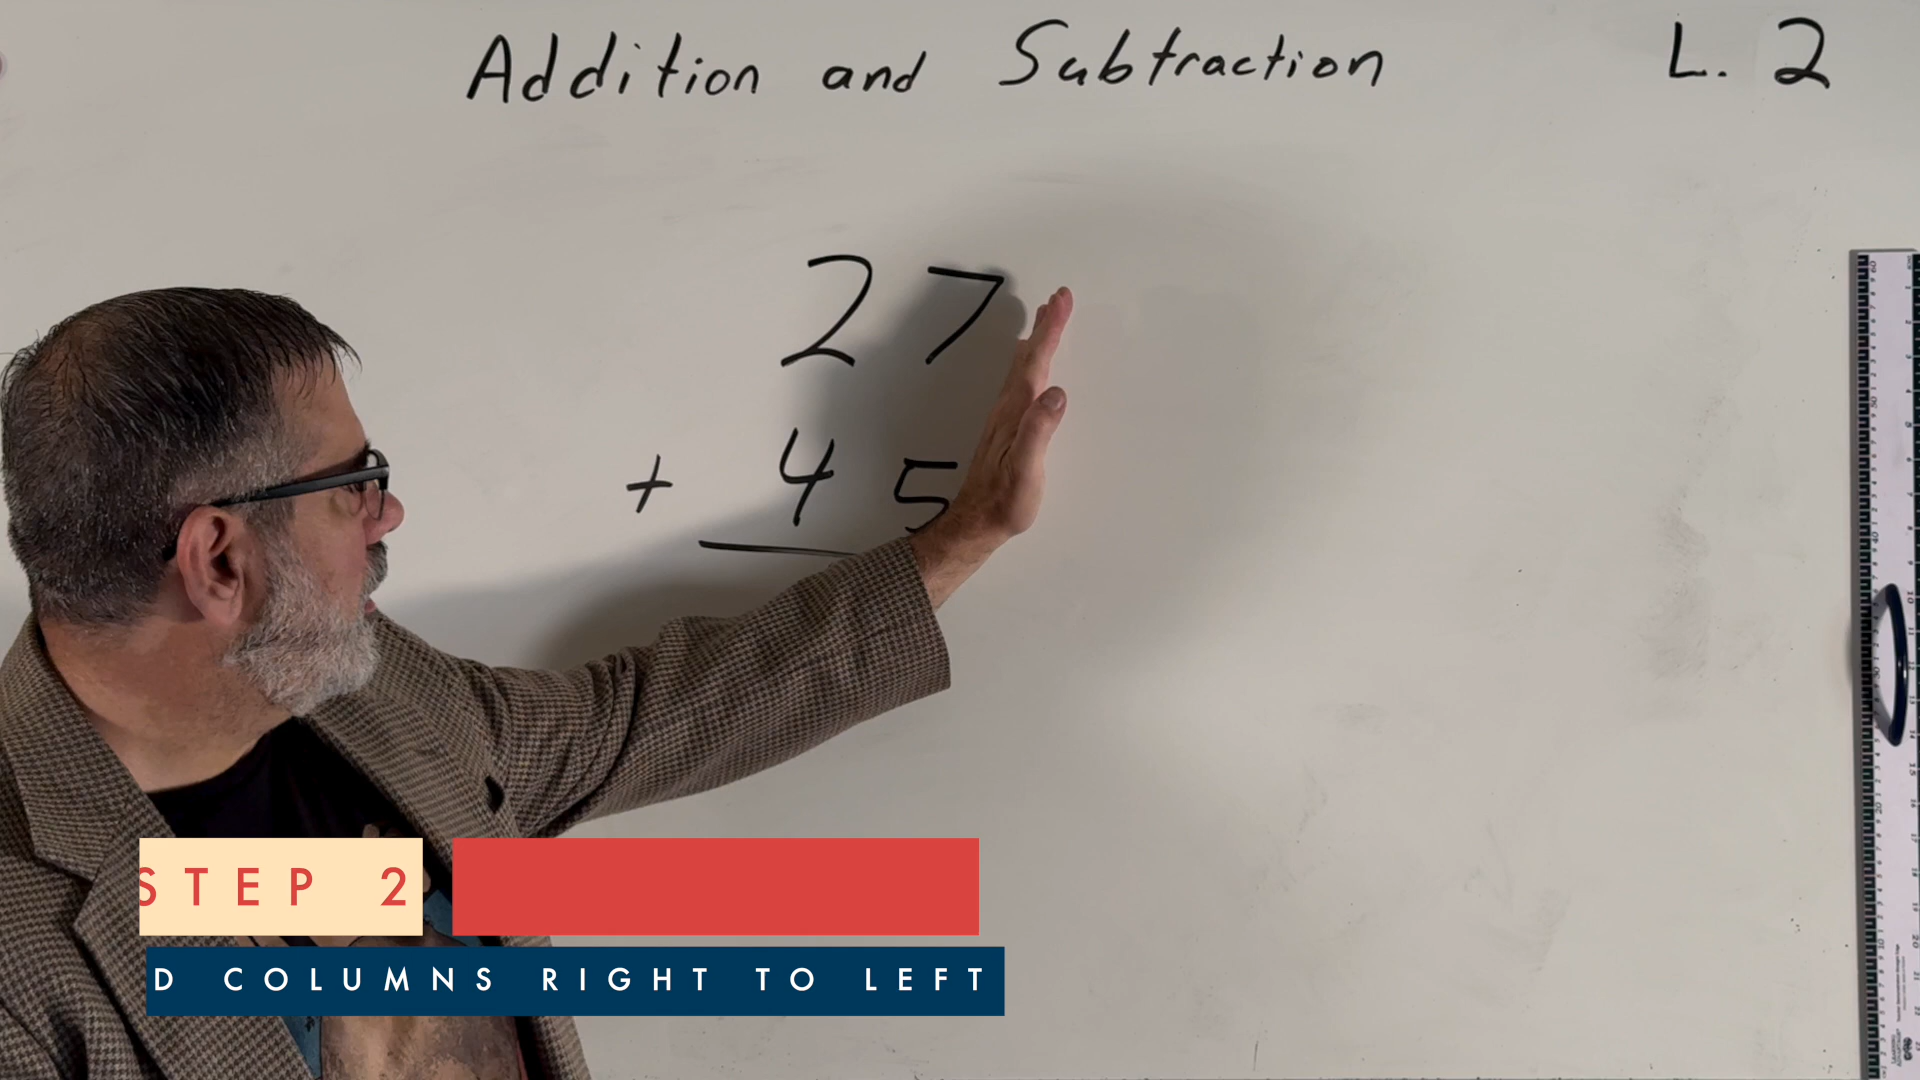 Addition and Subtraction L. 2
27
+ 45
STEP 2
D COLUMNS RIGHT TO LEFT